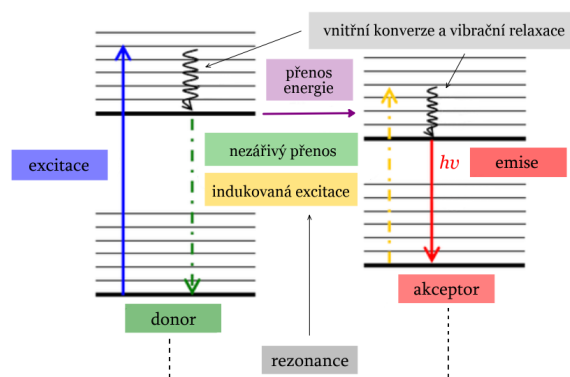 vnitřní konverze a vibrační relaxace
přenos
energie
nezářivý přenos
excitace
hν
emise
indukovaná excitace
akceptor
donor
rezonance